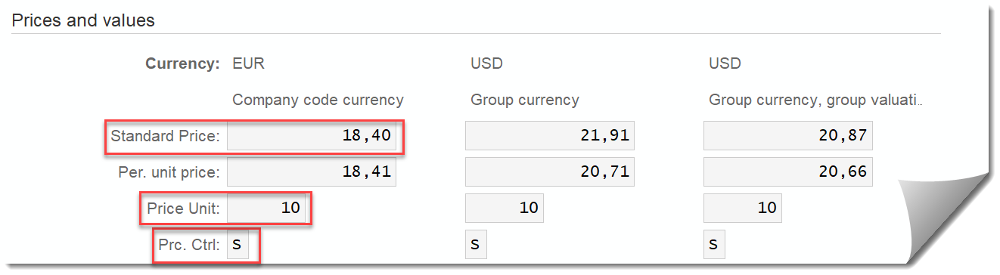 Prices and values
Currency: EUR USD USD
Company code currency Group currency Group currency, group valuati...
Standard Price: 18,40 21,91 20,87
Per. unit price: 18,41 20,71 20,66
Price Unit: 10 10 10
Prc. Ctrl: S S S